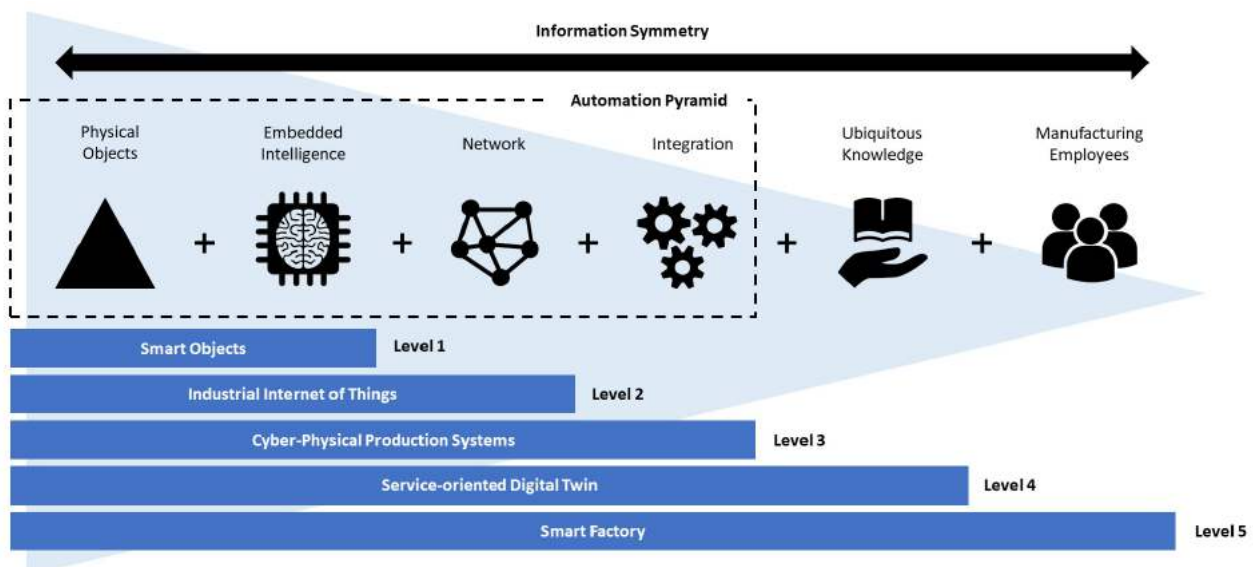 Information Symmetry
Automation Pyramid
Physical
Objects
Embedded
Intelligence
Network
Integration
Ubiquitous
Knowledge
Manufacturing
Employees
+ + + + +
Smart Objects Level 1
Industrial Internet of Things Level 2
Cyber-Physical Production Systems Level 3
Service-oriented Digital Twin Level 4
Smart Factory Level 5